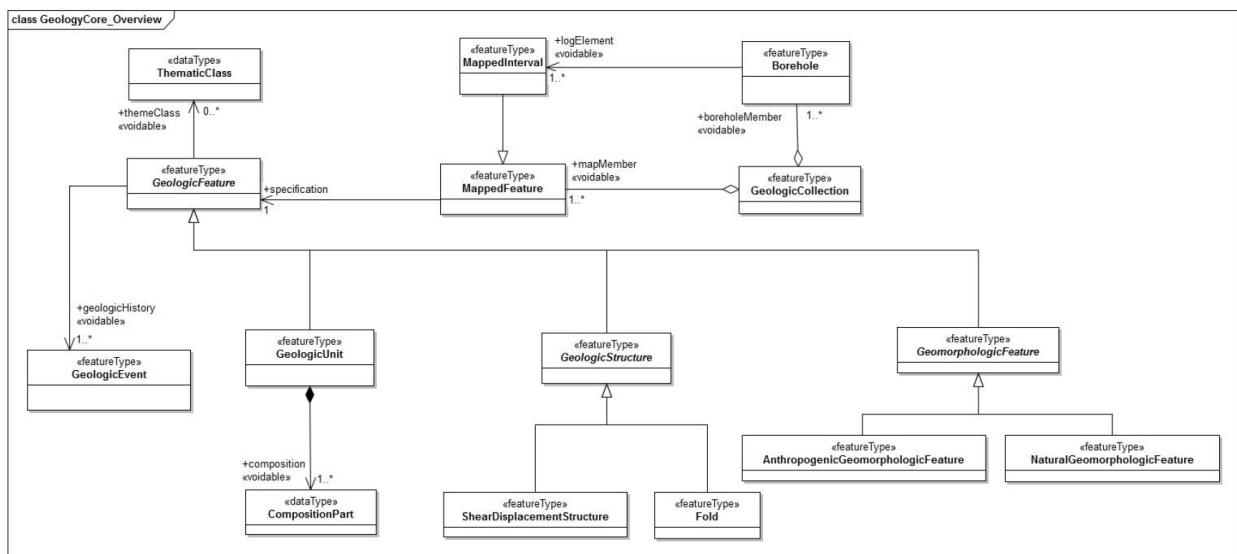 class GeologyCore_Overview
«dataType»
ThematicClass
+themeClass
«voidable»
0..*
«featureType»
MappedInterval
+logElement
«voidable»
1..*
«featureType»
Borehole
+boreholeMember
«voidable»
1..*
«featureType»
GeologicFeature
+specification
1
«featureType»
MappedFeature
+mapMember
«voidable»
1..*
«featureType»
GeologicCollection
+geologicHistory
«voidable»
1..*
«featureType»
GeologicEvent
«featureType»
GeologicUnit
«featureType»
GeologicStructure
«featureType»
GeomorphologicFeature
+composition
«voidable»
1..*
«dataType»
CompositionPart
«featureType»
ShearDisplacementStructure
«featureType»
Fold
«featureType»
AnthropogenicGeomorphologicFeature
«featureType»
NaturalGeomorphologicFeature